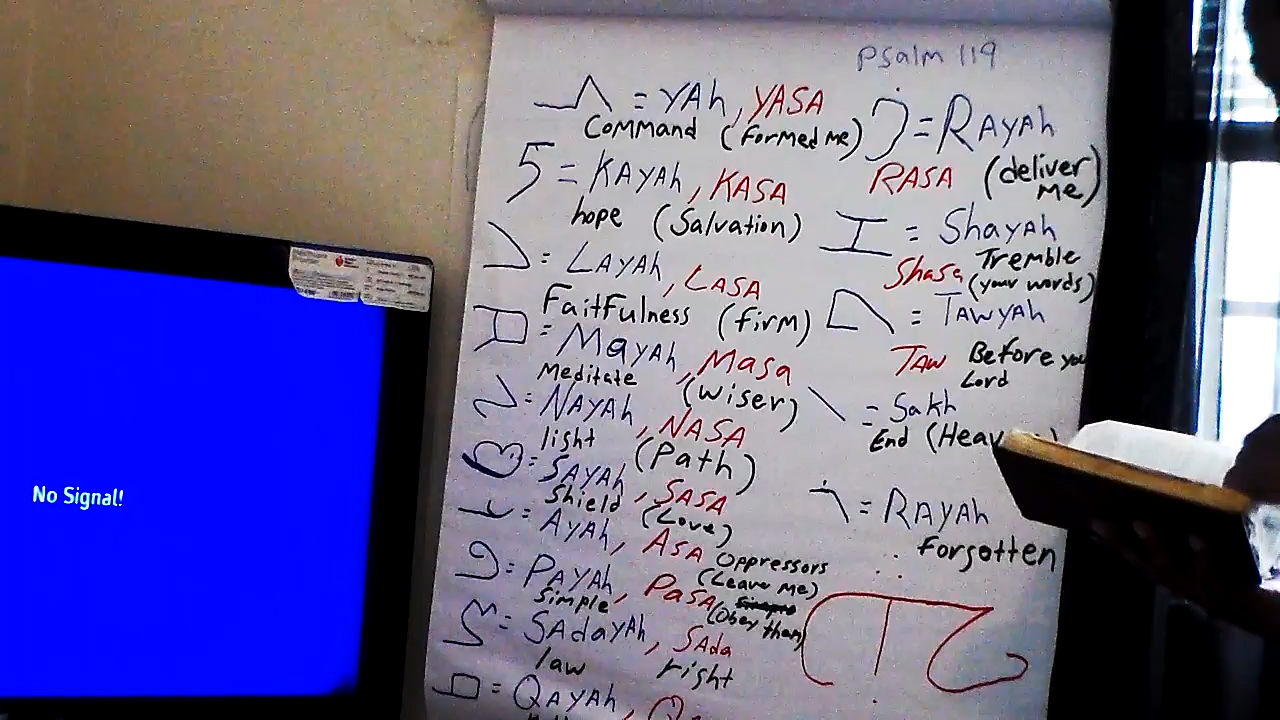 Psalm 119
= YAh, YASA
Command (formed me)
5 = KAYAh, KASA
hope (Salvation)
= LAYAh, LASA
Faitfulness (firm)
= Mayah, Masa
Meditate (wiser)
= NAYAh, NASA
light (Path)
= SAYAh, SASA
Shield (Love)
= AYAh, Asa Oppressors
(Leave me)
= PAYAh, Pasa
Simple (Obey them)
= SAdaYAh, SAda
law right
= QAYAh,
= RAYAh
RASA (deliver me)
= ShaYAh
Shasa Tremble
(your words)
= TAWYAh
TAW Before you
Lord
= Sakh
End
= RAYAh
forgotten
No Signal!